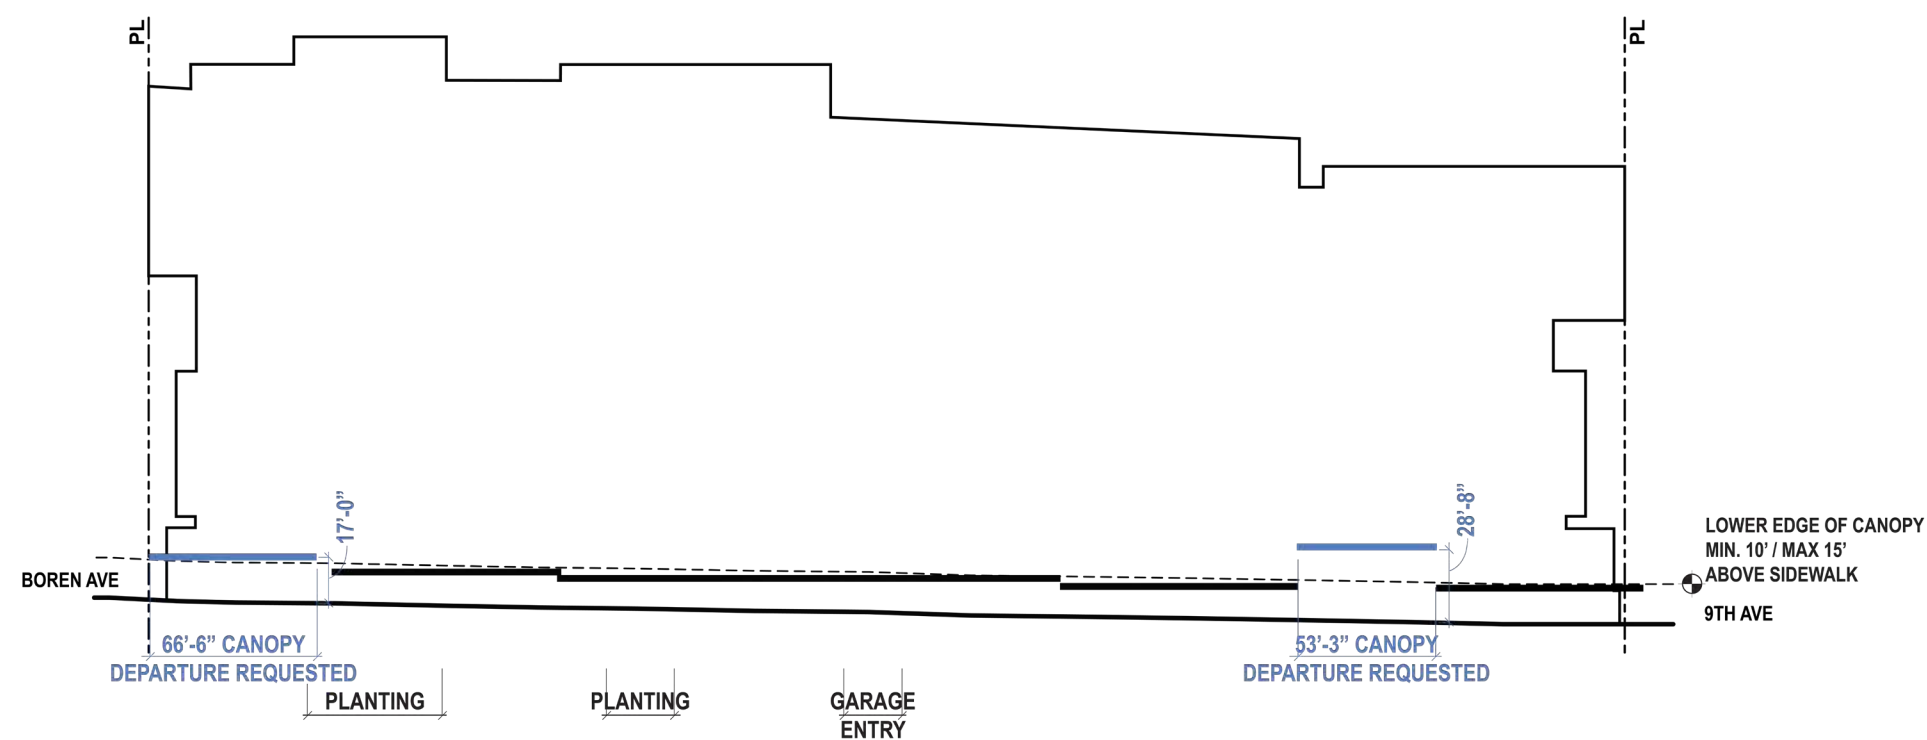 PL
PL
17’-0”
28’-8”
LOWER EDGE OF CANOPY
MIN. 10’ / MAX 15’
ABOVE SIDEWALK
BOREN AVE
9TH AVE
66’-6” CANOPY
DEPARTURE REQUESTED
53’-3” CANOPY
DEPARTURE REQUESTED
PLANTING
PLANTING
GARAGE
ENTRY